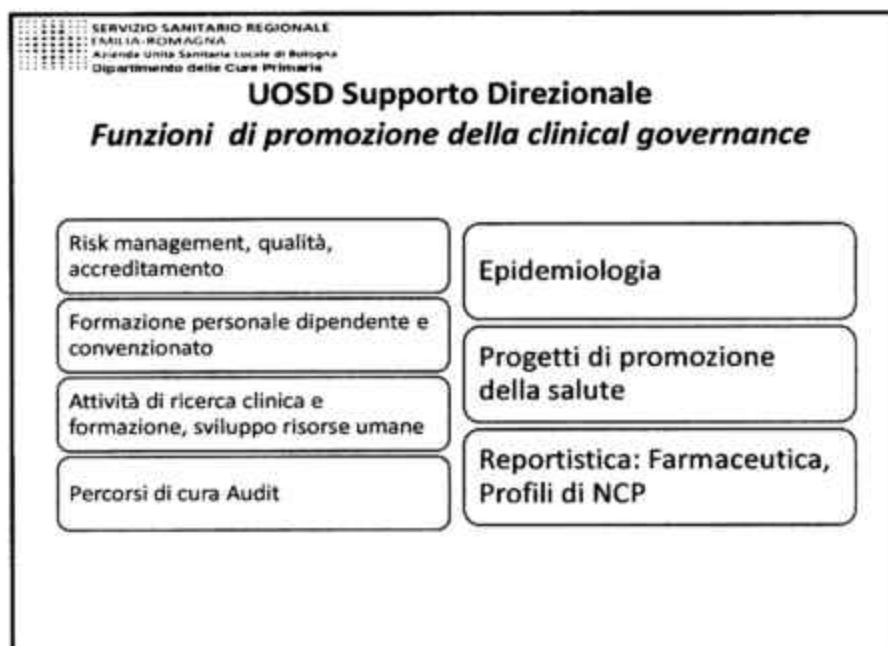 SERVIZIO SANITARIO REGIONALE
EMILIA-ROMAGNA
Azienda Unità Sanitaria Locale di Bologna
Dipartimento delle Cure Primarie
UOSD Supporto Direzionale
Funzioni di promozione della clinical governance
Risk management, qualità,
accreditamento
Formazione personale dipendente e
convenzionato
Attività di ricerca clinica e
formazione, sviluppo risorse umane
Percorsi di cura Audit
Epidemiologia
Progetti di promozione
della salute
Reportistica: Farmaceutica,
Profili di NCP